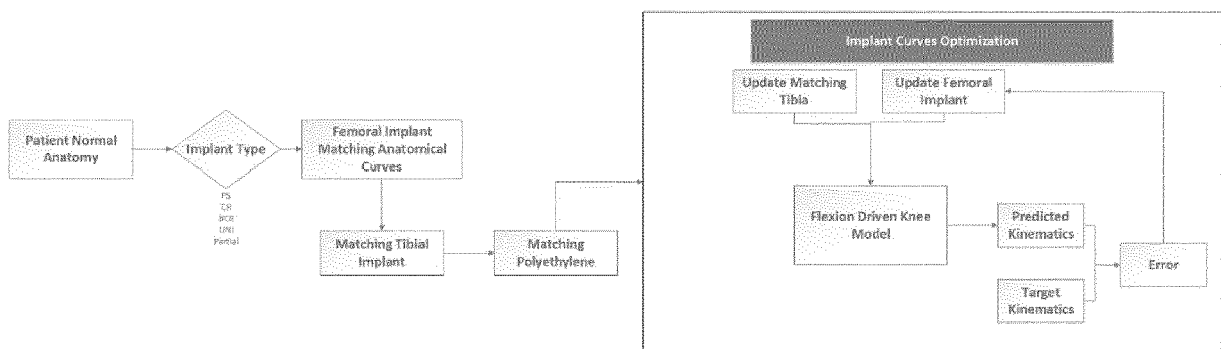 Patient Normal
Anatomy
Implant Type
PS
CR
BCR
UNI
Partial
Femoral Implant
Matching Anatomical
Curves
Matching Tibial
Implant
Matching
Polyethylene
Implant Curves Optimization
Update Matching
Tibia
Update Femoral
Implant
Flexion Driven Knee
Model
Predicted
Kinematics
Target
Kinematics
Error